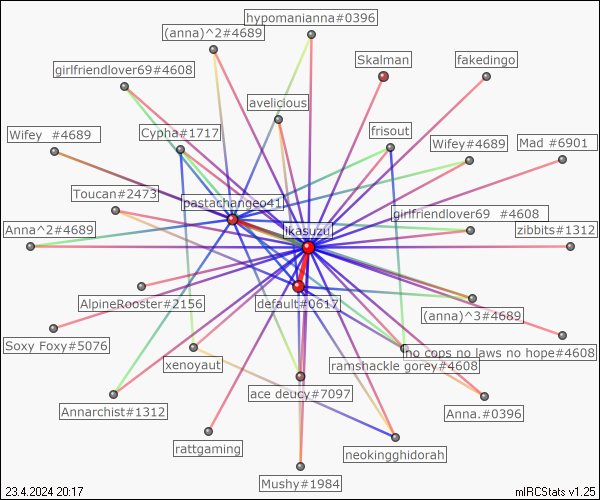 hypomanianna#0396
(anna)^2#4689
Skalman
fakedingo
girlfriendlover69#4608
avelicious
Cypha#1717
frisout
Wifey  #4689
Wifey#4689
Mad #6901
Toucan#2473
pastachangeo41
girlfriendlover69  #4608
Anna^2#4689
ikasuzu
zibbits#1312
AlpineRooster#2156
default#0617
(anna)^3#4689
Soxy Foxy#5076
no cops no laws no hope#4608
xenoyaut
ramshackle gorey#4608
ace deucy#7097
Annarchist#1312
Anna.#0396
rattgaming
neokingghidorah
Mushy#1984
23.4.2024 20:17
mIRCStats v1.25